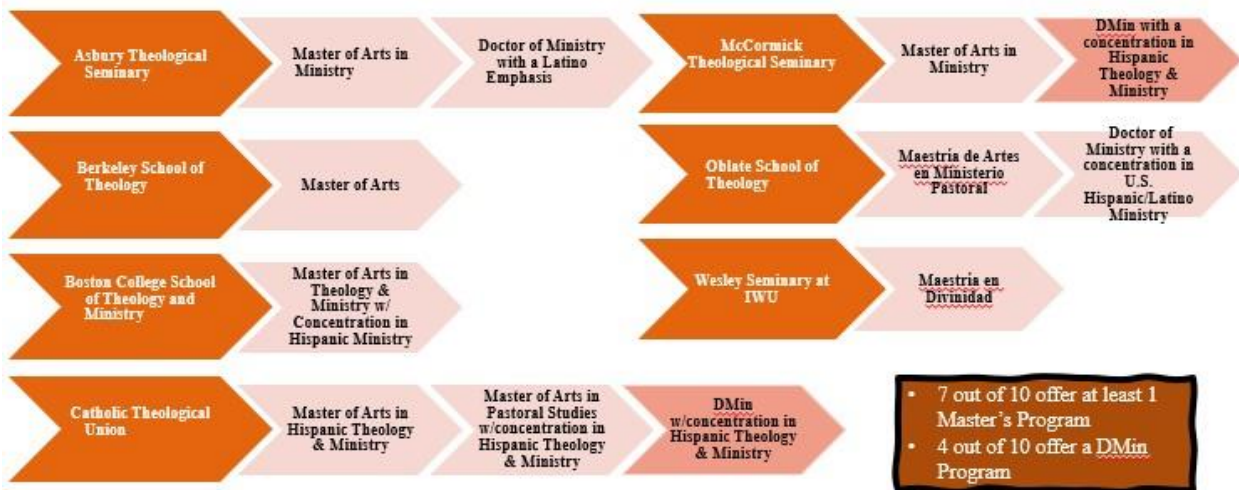 Asbury Theological
Seminary
Master of Arts in
Ministry
Doctor of Ministry
with a Latino
Emphasis
Berkeley School of
Theology
Master of Arts
Boston College School
of Theology and
Ministry
Master of Arts in
Theology &
Ministry w/
Concentration in
Hispanic Ministry
Catholic Theological
Union
Master of Arts in
Hispanic Theology
& Ministry
Master of Arts in
Pastoral Studies
w/concentration in
Hispanic Theology
& Ministry
DMin
w/concentration in
Hispanic Theology
& Ministry
McCormick
Theological Seminary
Master of Arts in
Ministry
DMin with a
concentration in
Hispanic
Theology &
Ministry
Oblate School of
Theology
Maestría de Artes
en Ministerio
Pastoral
Doctor of
Ministry with a
concentration in
U.S.
Hispanic/Latino
Ministry
Wesley Seminary at
IWU
Maestría en
Divinidad
• 7 out of 10 offer at least 1
Master's Program
• 4 out of 10 offer a DMin
Program